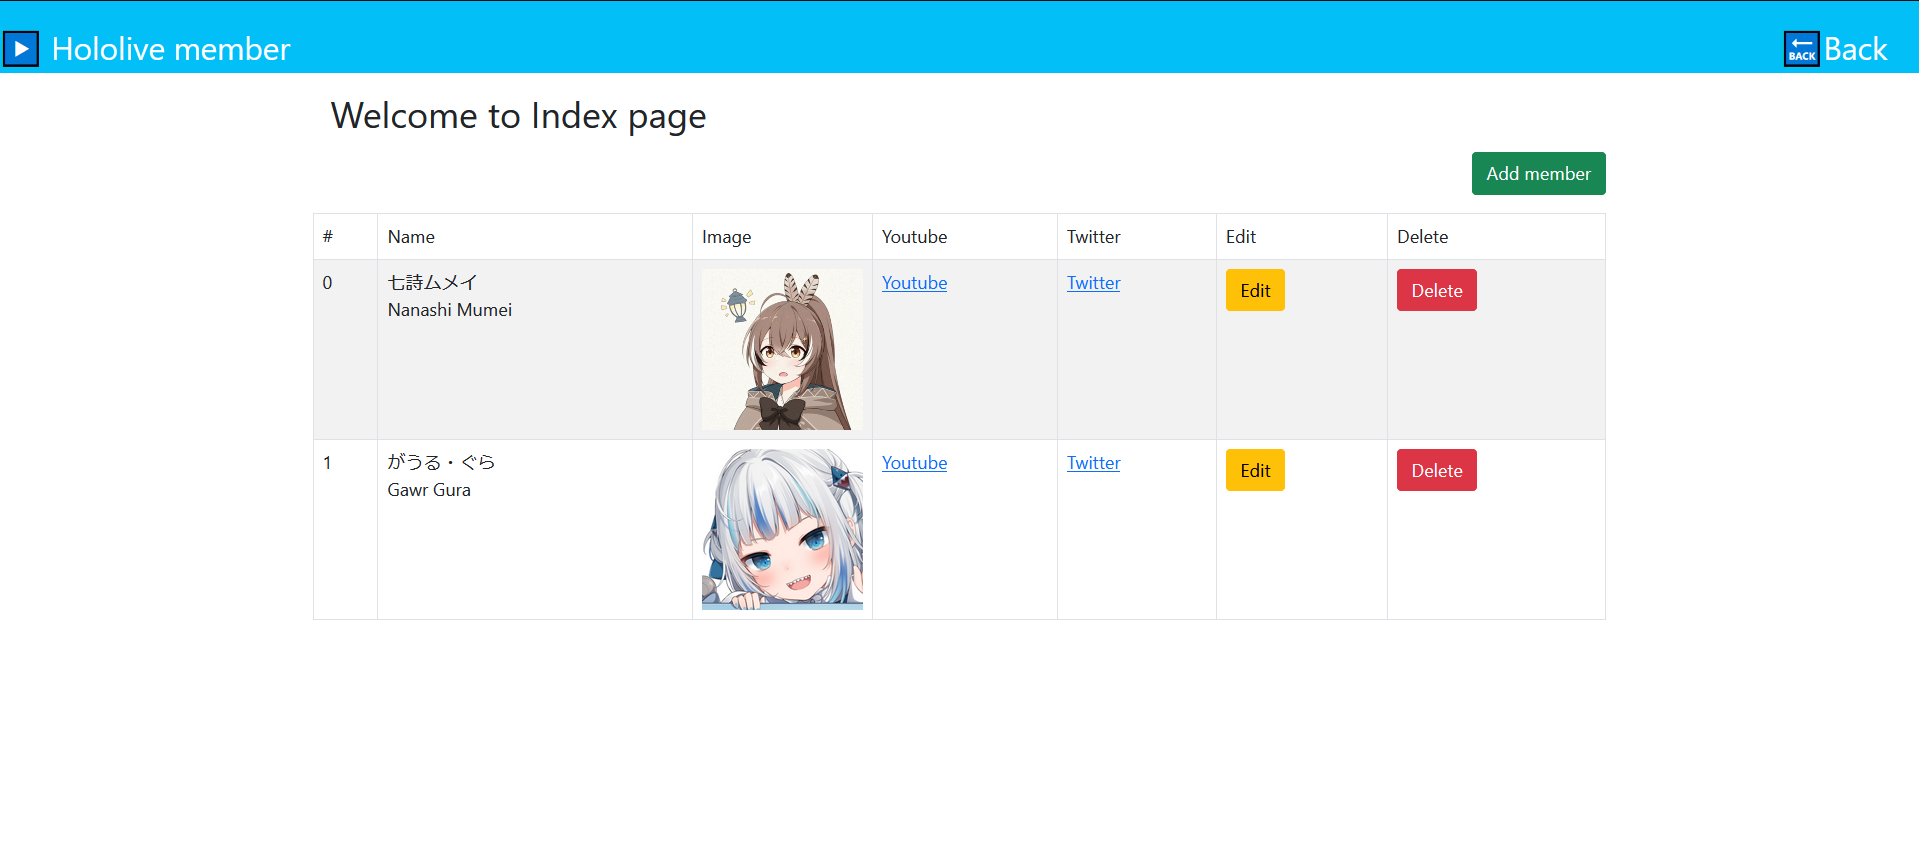 Hololive member
BACK Back
Welcome to Index page
Add member
# Name Image Youtube Twitter Edit Delete
0 七詩ムメイ Youtube Twitter Edit Delete
Nanashi Mumei
1 がうる・ぐら Youtube Twitter Edit Delete
Gawr Gura